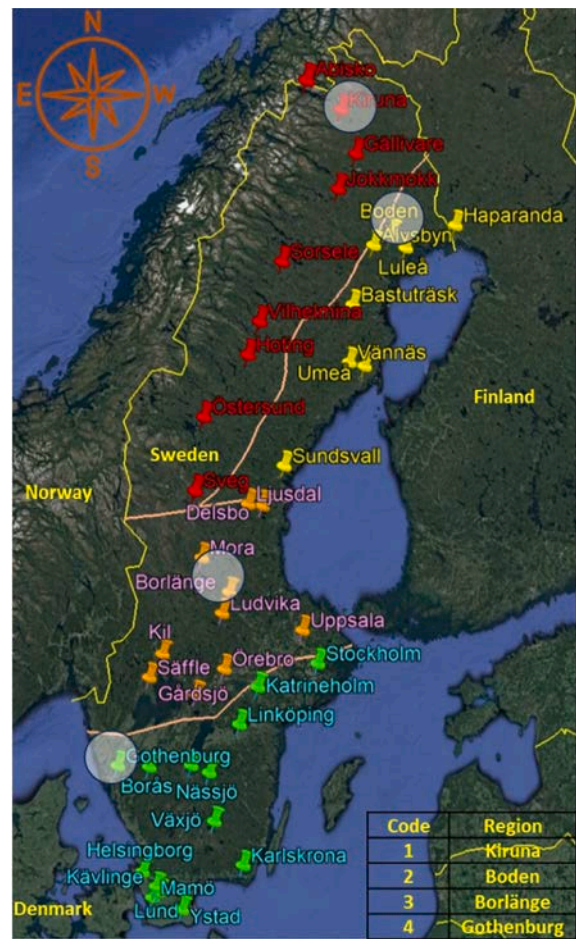 N
E W
S
Abisko
Kiruna
Gällivare
Jokkmokk
Boden
Haparanda
Älvsbyn
Luleå
Sorsele
Bastuträsk
Vilhelmina
Hoting
Vännäs
Umeå
Östersund
Finland
Sweden
Sundsvall
Norway
Sveg
Ljusdal
Delsbo
Mora
Borlänge
Ludvika
Uppsala
Kil
Stockholm
Säffle
Örebro
Katrineholm
Gårdsjö
Linköping
Gothenburg
Borås
Nässjö
Växjö
Helsingborg
Karlskrona
Kävlinge
Mamö
Denmark
Lund
Ystad
Code Region
1 Kiruna
2 Boden
3 Borlänge
4 Gothenburg